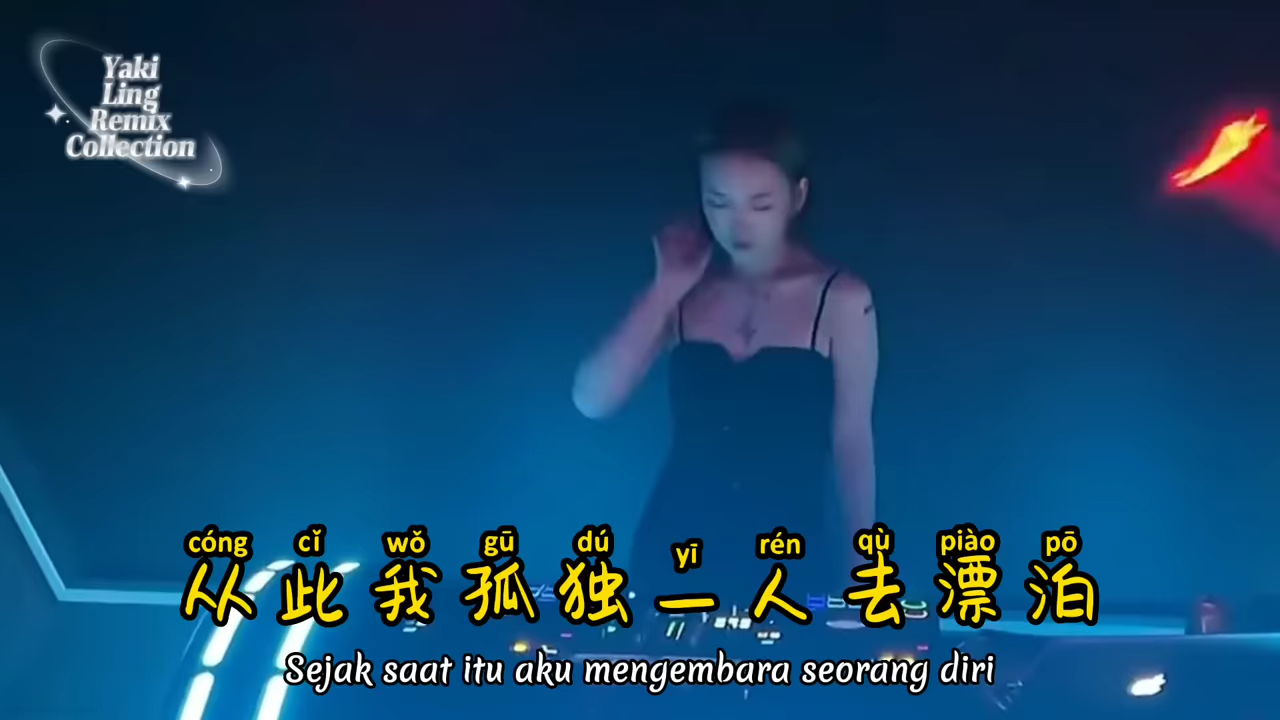 Yaki
Ling
Remix
Collection
cóng cǐ wǒ gū dú yī rén qù piào pō
从此我孤独一人去漂泊
Sejak saat itu aku mengembara seorang diri